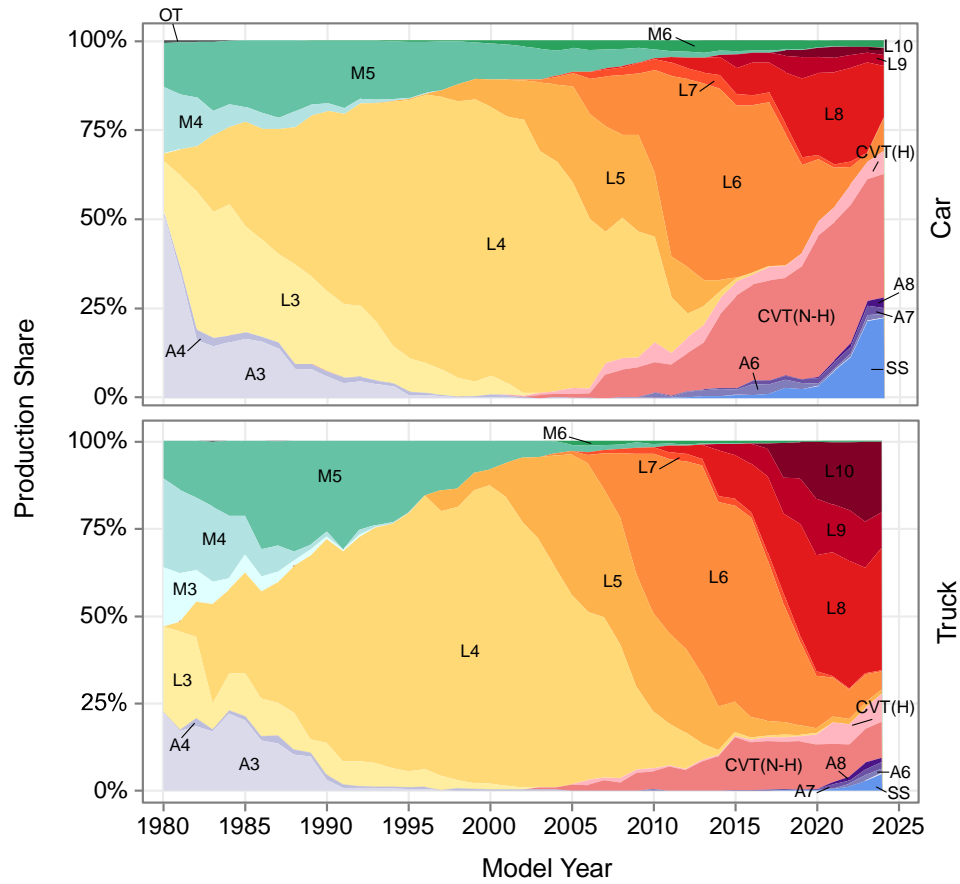 OT
100%
M6
L10
M5
L9
L7
M4
L8
75%
CVT(H)
L5
L6
50%
L4
Car
L3
25%
A8
CVT(N-H)
A7
A4
A6
A3
SS
0%
Production Share
M6
100%
L7
L10
M5
M4
L9
75%
M3
L5
L6
L8
50%
L4
Truck
L3
25%
CVT(H)
A4
A3
CVT(N-H)
A8
A6
0%
A7
SS
1980 1985 1990 1995 2000 2005 2010 2015 2020 2025
Model Year